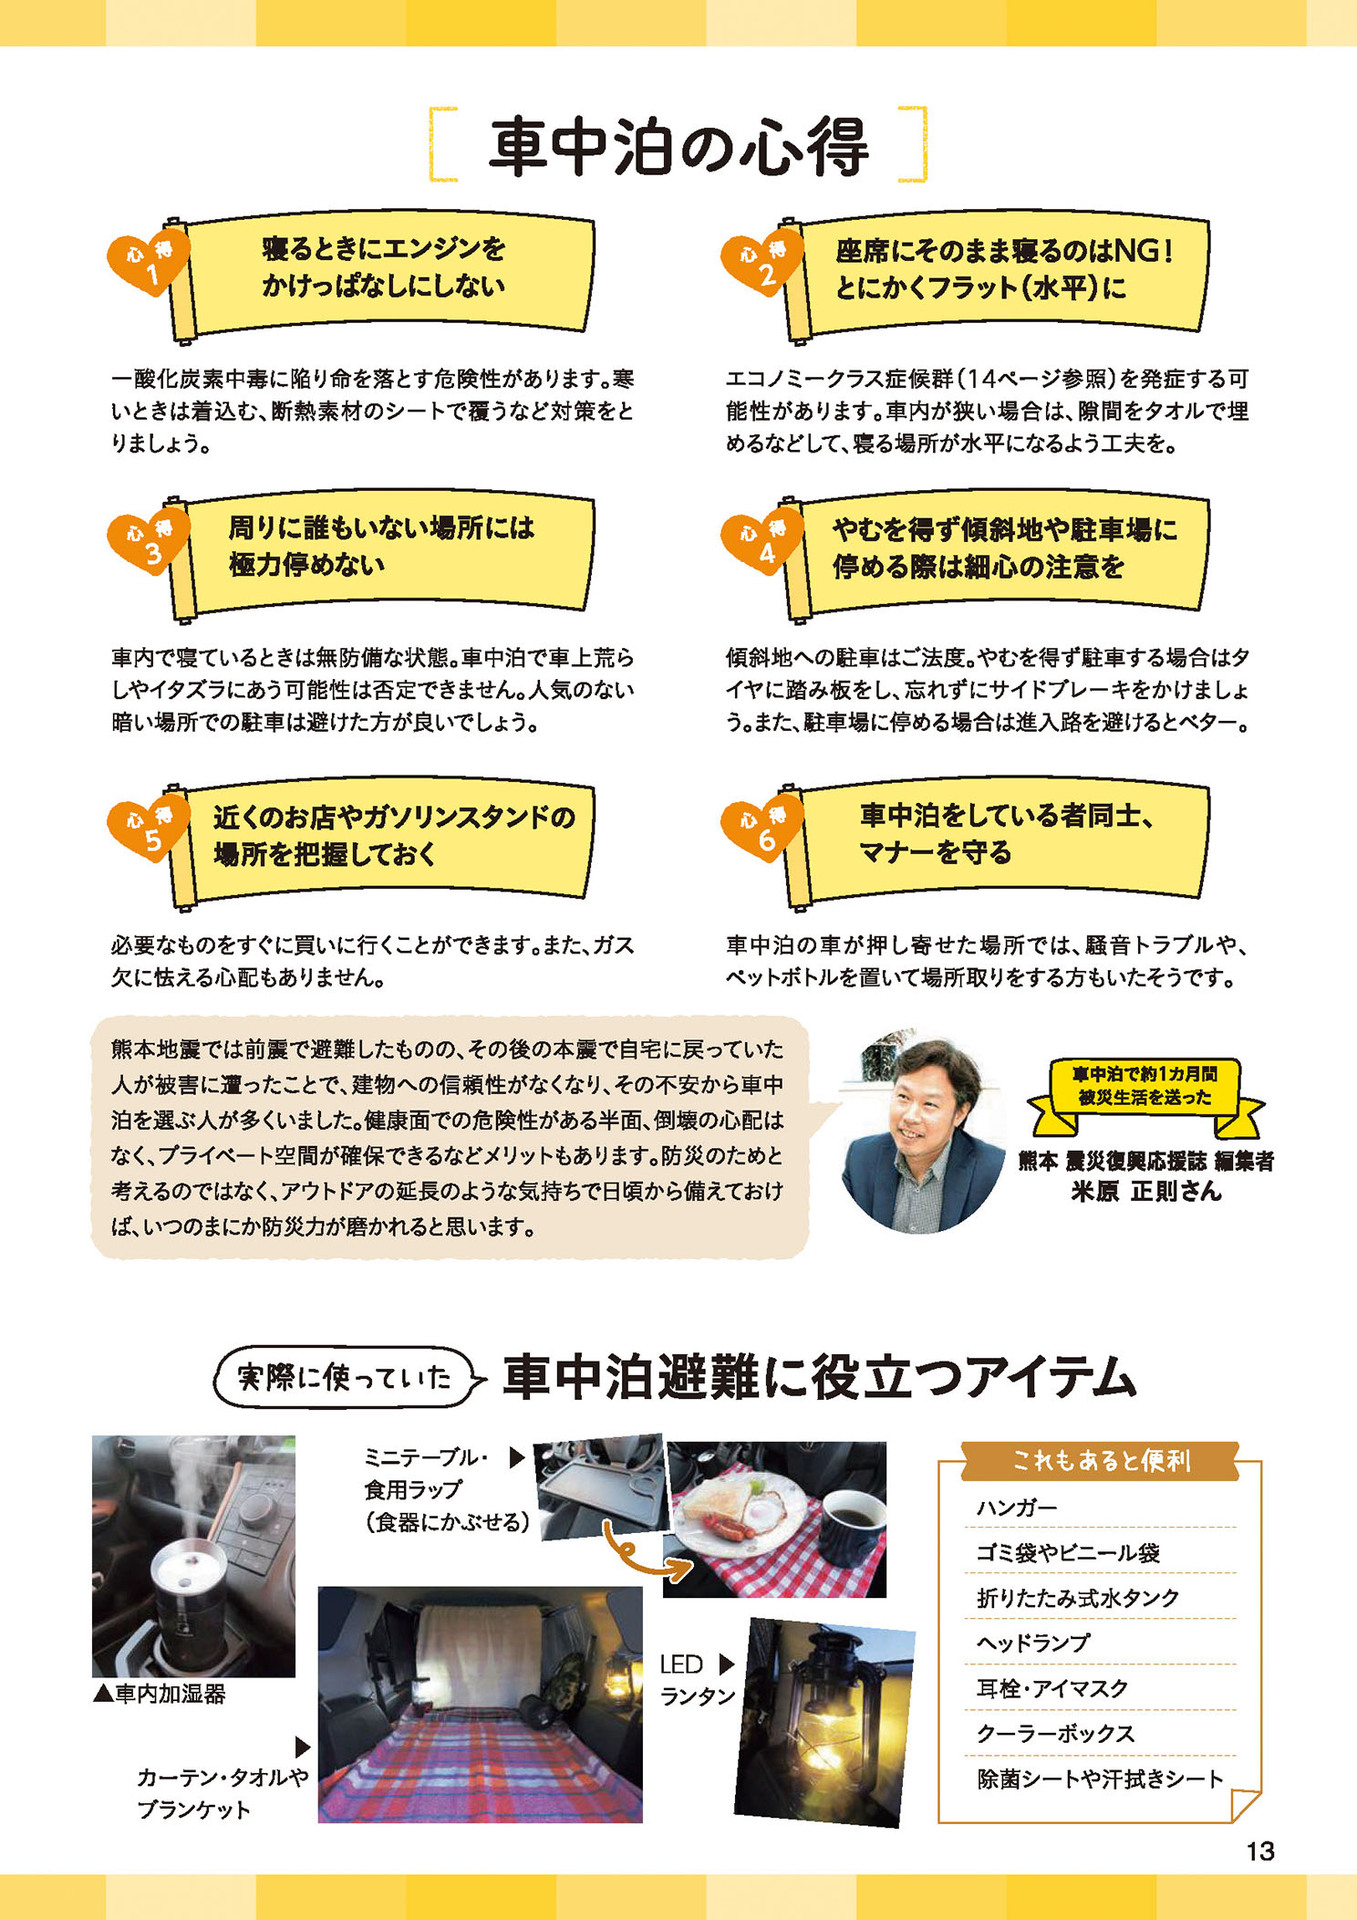 車中泊の心得
心得
1
寝るときにエンジンを
かけっぱなしにしない
一酸化炭素中毒に陥り命を落とす危険性があります。寒
いときは着込む、断熱素材のシートで覆うなど対策をと
りましょう。
心得
2
座席にそのまま寝るのはNG!
とにかくフラット(水平)に
エコノミークラス症候群(14ページ参照)を発症する可
能性があります。車内が狭い場合は、隙間をタオルで埋
めるなどして、寝る場所が水平になるよう工夫を。
心得
3
周りに誰もいない場所には
極力停めない
車内で寝ているときは無防備な状態。車中泊で車上荒ら
しやイタズラにあう可能性は否定できません。人気のない
暗い場所での駐車は避けた方が良いでしょう。
心得
4
やむを得ず傾斜地や駐車場に
停める際は細心の注意を
傾斜地への駐車はご法度。やむを得ず駐車する場合はタ
イヤに踏み板をし、忘れずにサイドブレーキをかけましょ
う。また、駐車場に停める場合は進入路を避けるとベター。
心得
5
近くのお店やガソリンスタンドの
場所を把握しておく
必要なものをすぐに買いに行くことができます。また、ガス
欠に怯える心配もありません。
心得
6
車中泊をしている者同士、
マナーを守る
車中泊の車が押し寄せた場所では、騒音トラブルや、
ペットボトルを置いて場所取りをする方もいたそうです。
熊本地震では前震で避難したものの、その後の本震で自宅に戻っていた
人が被害に遭ったことで、建物への信頼性がなくなり、その不安から車中
泊を選ぶ人が多くいました。健康面での危険性がある半面、倒壊の心配は
なく、プライベート空間が確保できるなどメリットもあります。防災のためと
考えるのではなく、アウトドアの延長のような気持ちで日頃から備えておけ
ば、いつのまにか防災力が磨かれると思います。
車中泊で約1カ月間
被災生活を送った
熊本 震災復興応援誌 編集者
米原 正則さん
実際に使っていた
車中泊避難に役立つアイテム
▲車内加湿器
ミニテーブル・▶
食用ラップ
(食器にかぶせる)
▶
カーテン・タオルや
ブランケット
LED ▶
ランタン
これもあると便利
ハンガー
ゴミ袋やビニール袋
折りたたみ式水タンク
ヘッドランプ
耳栓・アイマスク
クーラーボックス
除菌シートや汗拭きシート
13